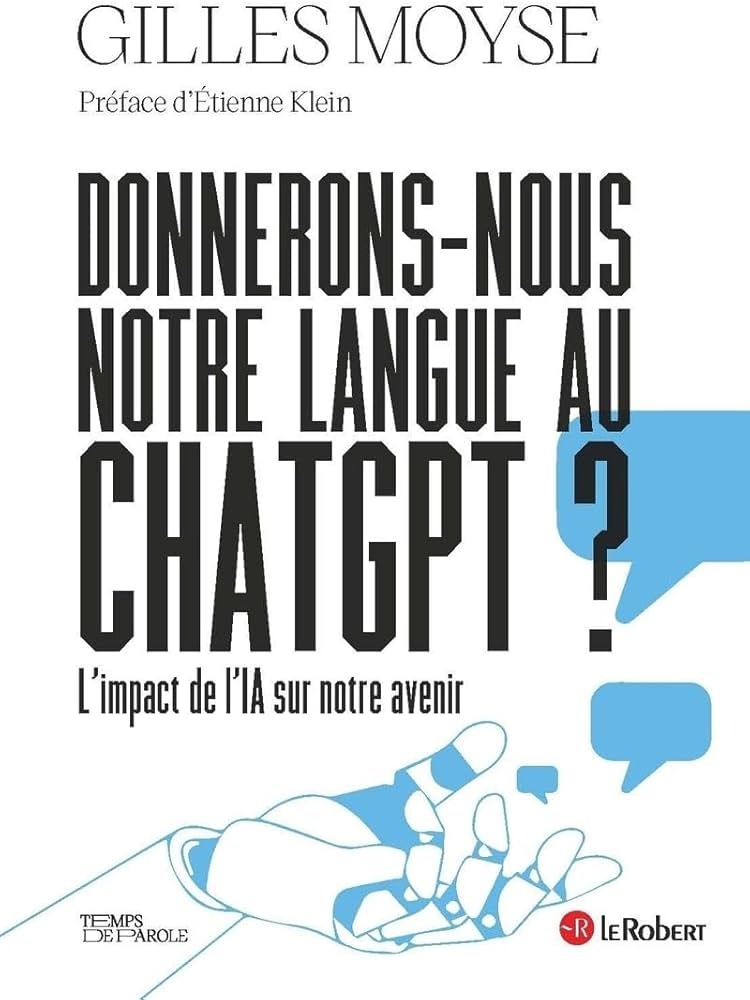 GILLES MOYSE
Préface d'Étienne Klein
DONNERONS-NOUS
NOTRE LANGUE AU
CHATGPT ?
L'impact de l'IA sur notre avenir
TEMPS
DE PAROLE
~R LEROBERT